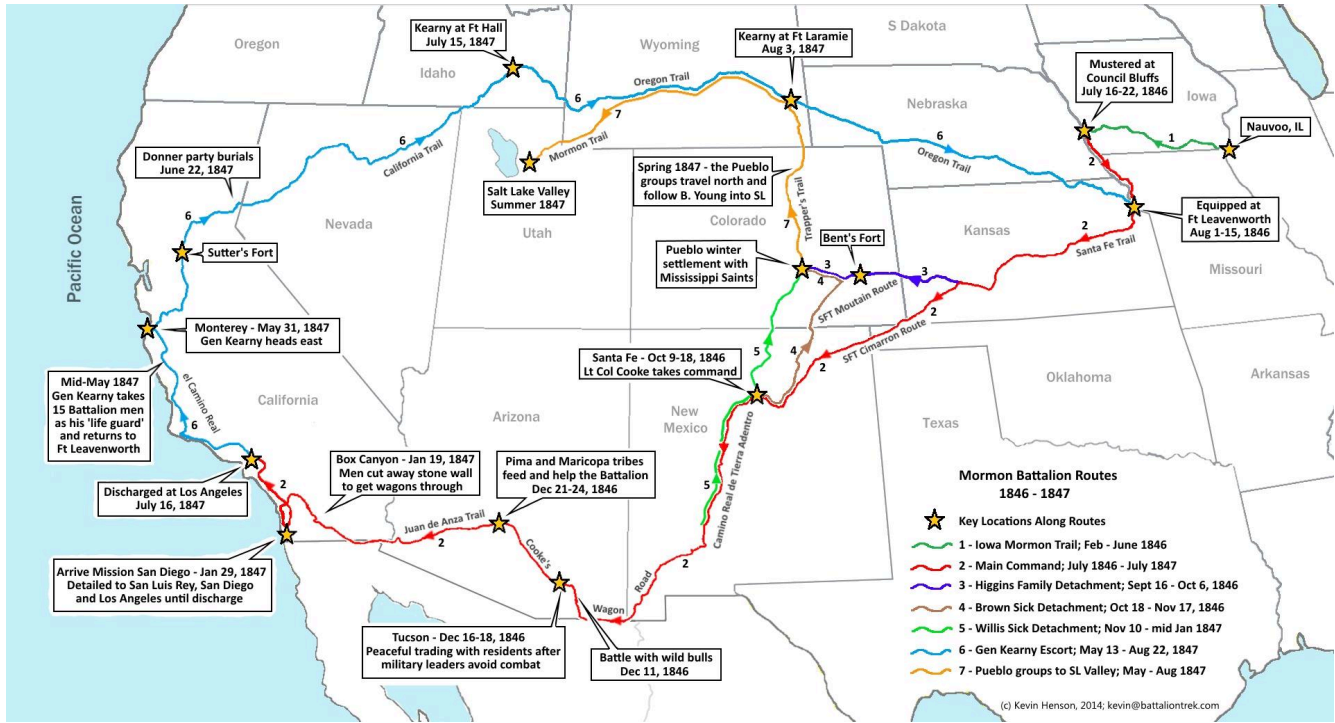 Oregon
Idaho
Wyoming
S Dakota
Nebraska
Iowa
Nevada
Utah
Colorado
Kansas
Missouri
California
Arizona
New
Mexico
Oklahoma
Texas
Arkansas
Pacific Ocean
Kearny at Ft Hall
July 15, 1847
Kearny at Ft Laramie
Aug 3, 1847
Mustered at
Council Bluffs
July 16-22, 1846
Nauvoo, IL
Donner party burials
June 22, 1847
Salt Lake Valley
Summer 1847
Spring 1847 - the Pueblo
groups travel north and
follow B. Young into SL
Equipped at
Ft Leavenworth
Aug 1-15, 1846
Sutter's Fort
Pueblo winter
settlement with
Mississippi Saints
Bent's Fort
Monterey - May 31, 1847
Gen Kearny heads east
Santa Fe - Oct 9-18, 1846
Lt Col Cooke takes command
Mid-May 1847
Gen Kearny takes
15 Battalion men
as his 'life guard'
and returns to
Ft Leavenworth
Discharged at Los Angeles
July 16, 1847
Box Canyon - Jan 19, 1847
Men cut away stone wall
to get wagons through
Pima and Maricopa tribes
feed and help the Battalion
Dec 21-24, 1846
Arrive Mission San Diego - Jan 29, 1847
Detailed to San Luis Rey, San Diego
and Los Angeles until discharge
Tucson - Dec 16-18, 1846
Peaceful trading with residents after
military leaders avoid combat
Battle with wild bulls
Dec 11, 1846
Oregon Trail
Mormon Trail
California Trail
Oregon Trail
Trapper's Trail
Santa Fe Trail
SFT Moutain Route
SFT Cimarron Route
el Camino Real
Juan de Anza Trail
Cooke's
Wagon
Road
Camino Real de Tierra Adentro
6
6
7
6
1
2
6
7
2
3
4
3
2
5
4
2
6
2
5
2
2
Mormon Battalion Routes
1846 - 1847
Key Locations Along Routes
1 - Iowa Mormon Trail; Feb - June 1846
2 - Main Command; July 1846 - July 1847
3 - Higgins Family Detachment; Sept 16 - Oct 6, 1846
4 - Brown Sick Detachment; Oct 18 - Nov 17, 1846
5 - Willis Sick Detachment; Nov 10 - mid Jan 1847
6 - Gen Kearny Escort; May 13 - Aug 22, 1847
7 - Pueblo groups to SL Valley; May - Aug 1847
(c) Kevin Henson, 2014; kevin@battaliontrek.com